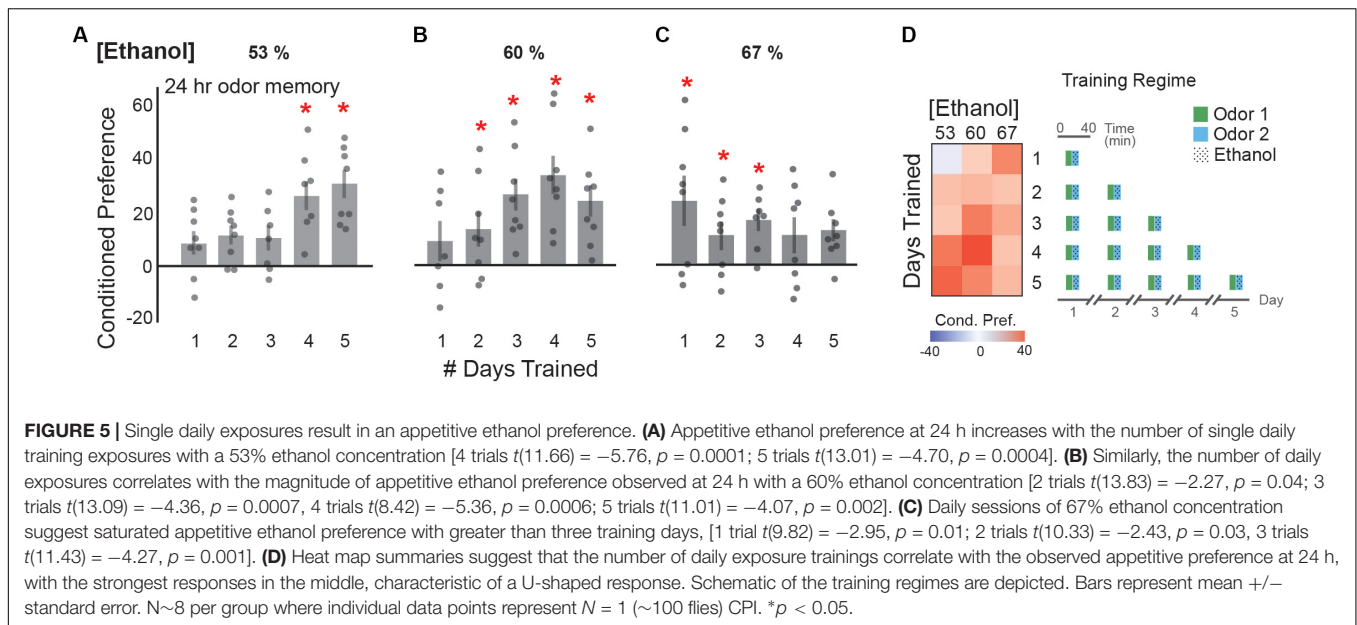 A
[Ethanol]
53 %
B
60 %
C
67 %
D
24 hr odor memory
Conditioned Preference
60
40
20
0
-20
* *
* * * *
* * *
1 2 3 4 5
1 2 3 4 5
1 2 3 4 5
# Days Trained
Training Regime
[Ethanol]
53 60 67
Days Trained
1
2
3
4
5
Cond. Pref.
-40 0 40
0 40 Time
(min)
Odor 1
Odor 2
Ethanol
Day
1 2 3 4 5
FIGURE 5 | Single daily exposures result in an appetitive ethanol preference. (A) Appetitive ethanol preference at 24 h increases with the number of single daily
training exposures with a 53% ethanol concentration [4 trials t(11.66) = −5.76, p = 0.0001; 5 trials t(13.01) = −4.70, p = 0.0004]. (B) Similarly, the number of daily
exposures correlates with the magnitude of appetitive ethanol preference observed at 24 h with a 60% ethanol concentration [2 trials t(13.83) = −2.27, p = 0.04; 3
trials t(13.09) = −4.36, p = 0.0007, 4 trials t(8.42) = −5.36, p = 0.0006; 5 trials t(11.01) = −4.07, p = 0.002]. (C) Daily sessions of 67% ethanol concentration
suggest saturated appetitive ethanol preference with greater than three training days, [1 trial t(9.82) = −2.95, p = 0.01; 2 trials t(10.33) = −2.43, p = 0.03, 3 trials
t(11.43) = −4.27, p = 0.001]. (D) Heat map summaries suggest that the number of daily exposure trainings correlate with the observed appetitive preference at 24 h,
with the strongest responses in the middle, characteristic of a U-shaped response. Schematic of the training regimes are depicted. Bars represent mean +/−
standard error. N~8 per group where individual data points represent N = 1 (~100 flies) CPI. *p < 0.05.